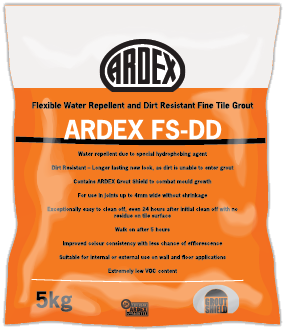 ARDEX
Flexible Water Repellent and Dirt Resistant Fine Tile Grout
ARDEX FS-DD
Water repellent due to special hydrophobing agent
Dirt Resistant – Longer lasting new look, as dirt is unable to enter grout
Contains ARDEX Grout Shield to combat mould growth
For use in joints up to 4mm wide without shrinkage
Exceptionally easy to clean off, even 24 hours after initial clean off with no
residue on tile surface
Walk on after 5 hours
Improved colour consistency with less chance of efflorescence
Suitable for internal or external use on wall and floor applications
Extremely low VOC content
5kg
GROUT
SHIELD